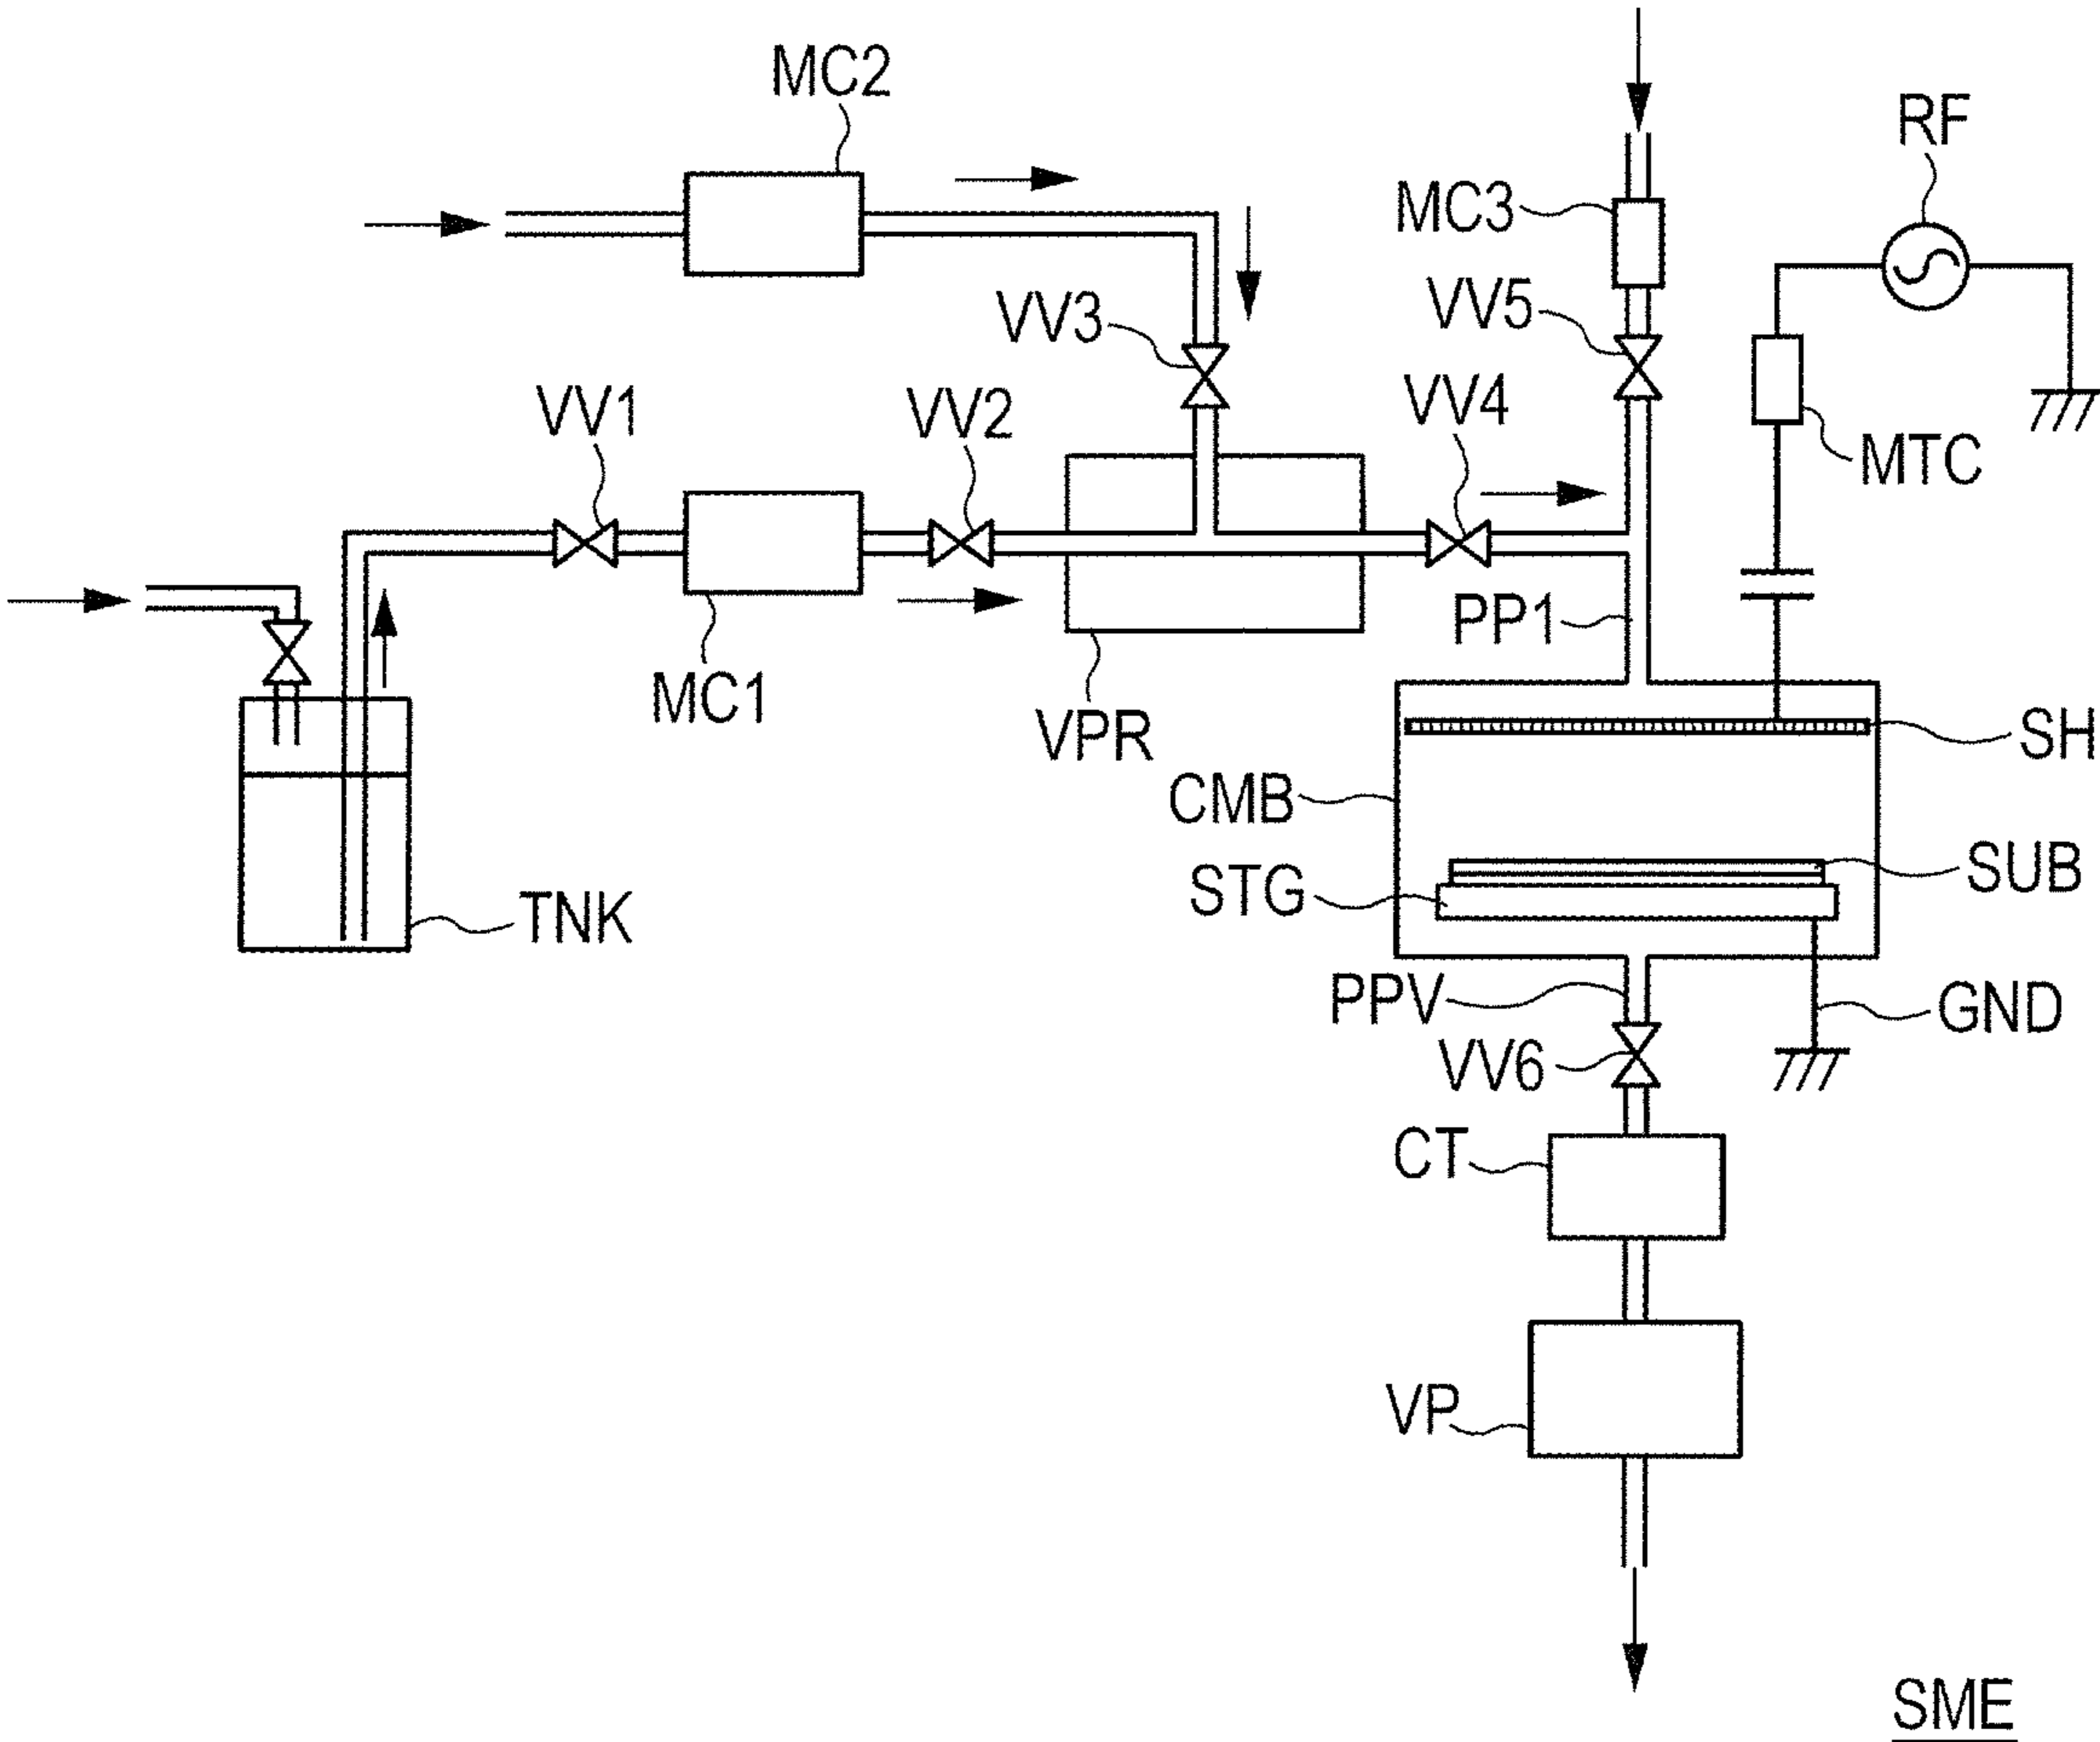 MC2
RF
MC3
VV5
VV3
VV4
VV1
VV2
MTC
PP1
MC1
VPR
SH
CMB
SUB
STG
TNK
PPV
GND
VV6
CT
VP
SME